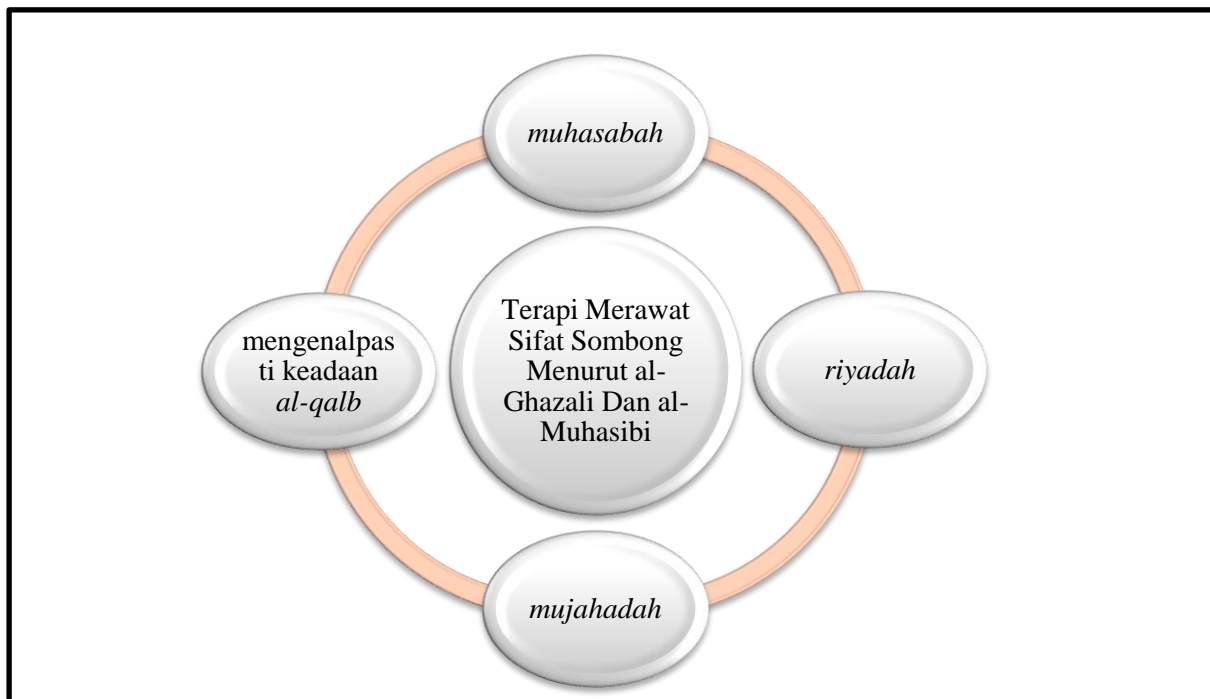 muhasabah
mengenalpas
ti keadaan
al-qalb
Terapi Merawat
Sifat Sombong
Menurut al-
Ghazali Dan al-
Muhasibi
riyadah
mujahadah